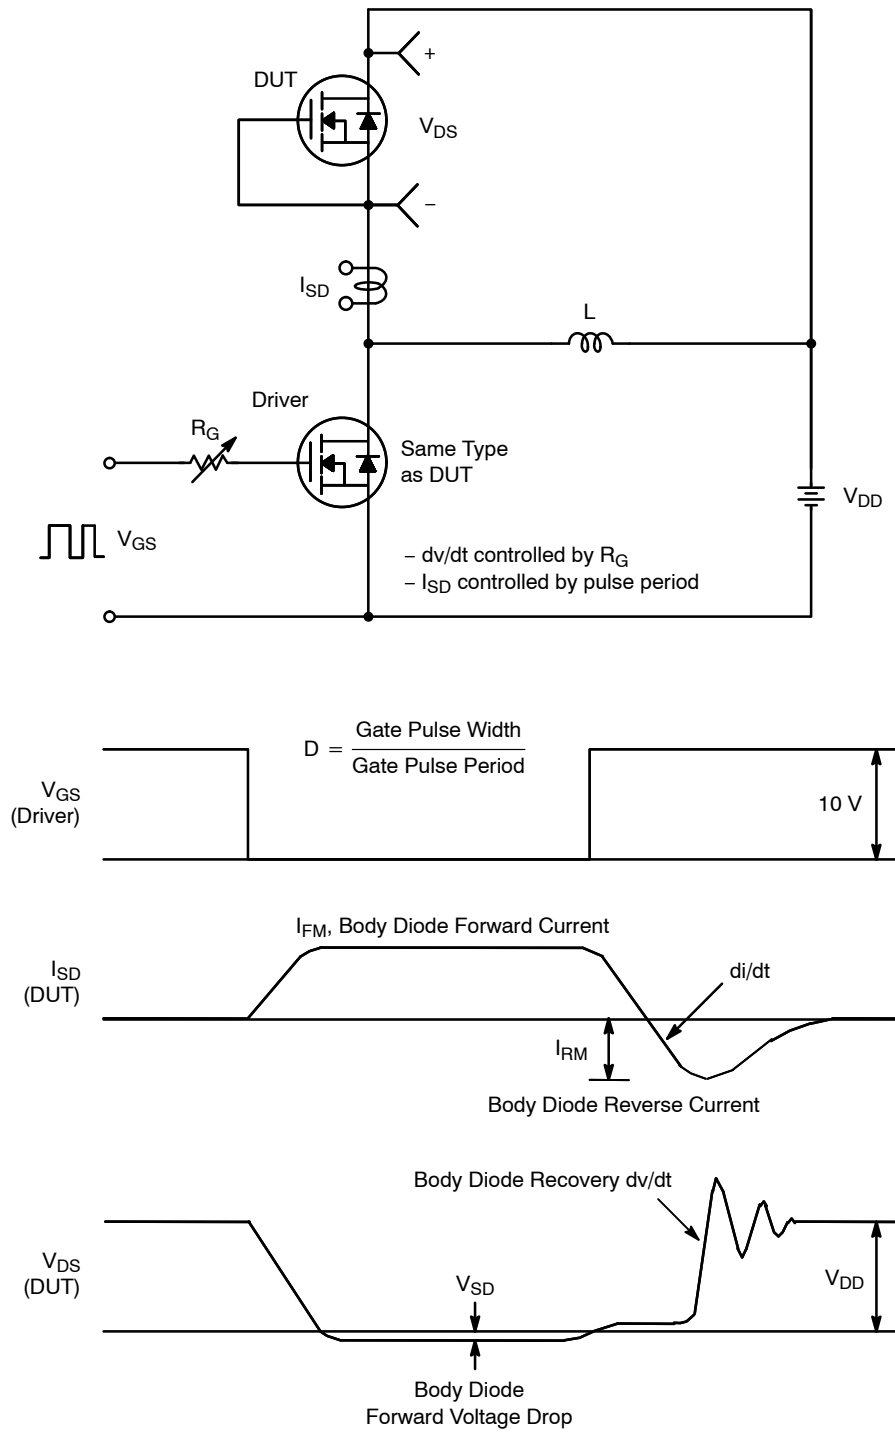 DUT
+
VDS
−
ISD
L
Driver
RG
Same Type
as DUT
VDD
VGS
− dv/dt controlled by RG
− ISD controlled by pulse period
D = Gate Pulse Width
Gate Pulse Period
VGS
(Driver)
10 V
IFM, Body Diode Forward Current
ISD
(DUT)
di/dt
IRM
Body Diode Reverse Current
Body Diode Recovery dv/dt
VDS
(DUT)
VSD
VDD
Body Diode
Forward Voltage Drop